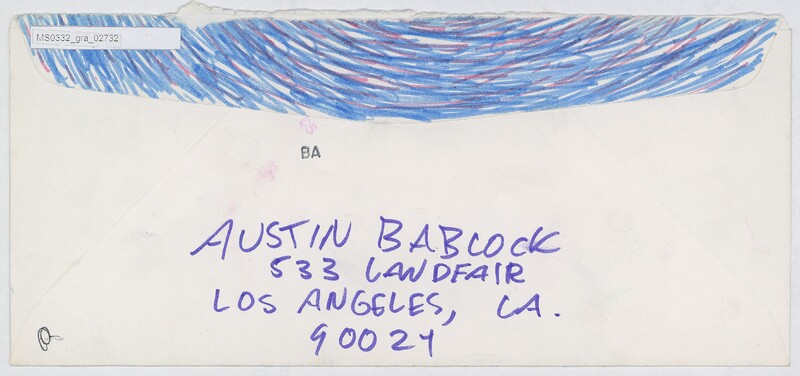 MS0332_gra_02732
BA
AUSTIN BABCOCK
533 LANDFAIR
LOS ANGELES, CA.
90024